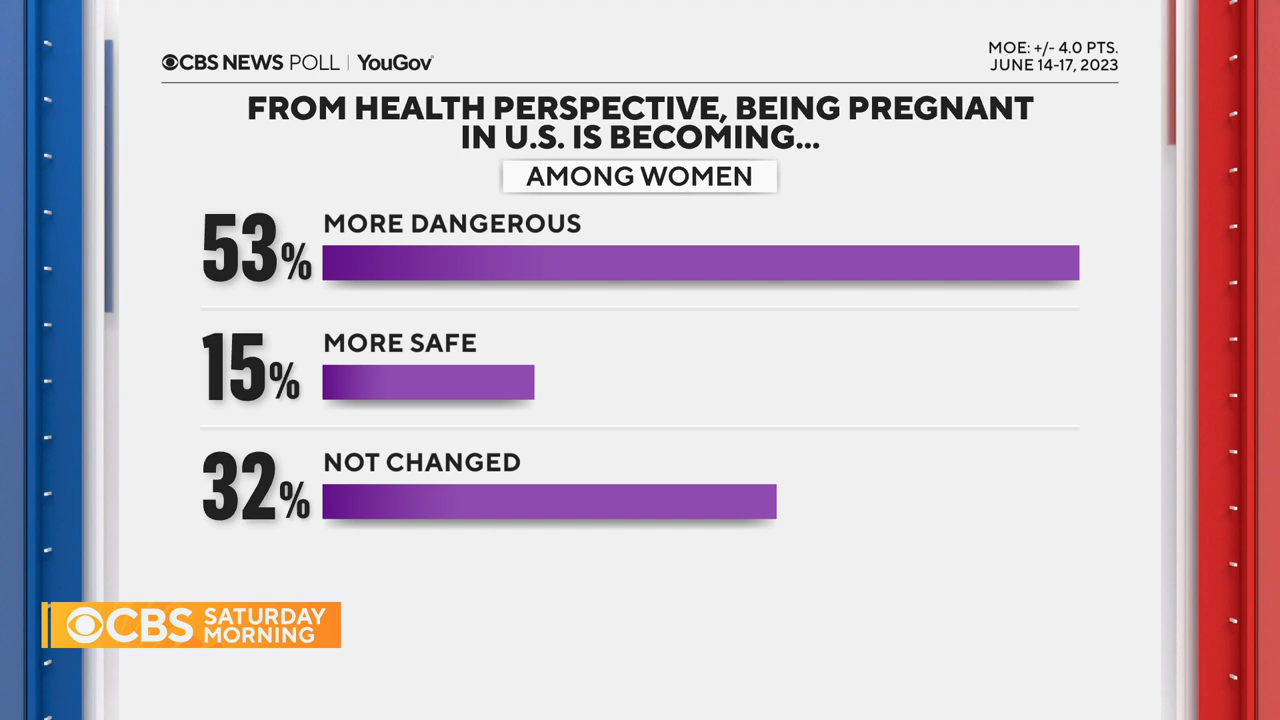 CBS NEWS POLL | YouGov®
MOE: +/- 4.0 PTS.
JUNE 14-17, 2023
FROM HEALTH PERSPECTIVE, BEING PREGNANT
IN U.S. IS BECOMING...
AMONG WOMEN
53% MORE DANGEROUS
15% MORE SAFE
32% NOT CHANGED
CBS SATURDAY
MORNING